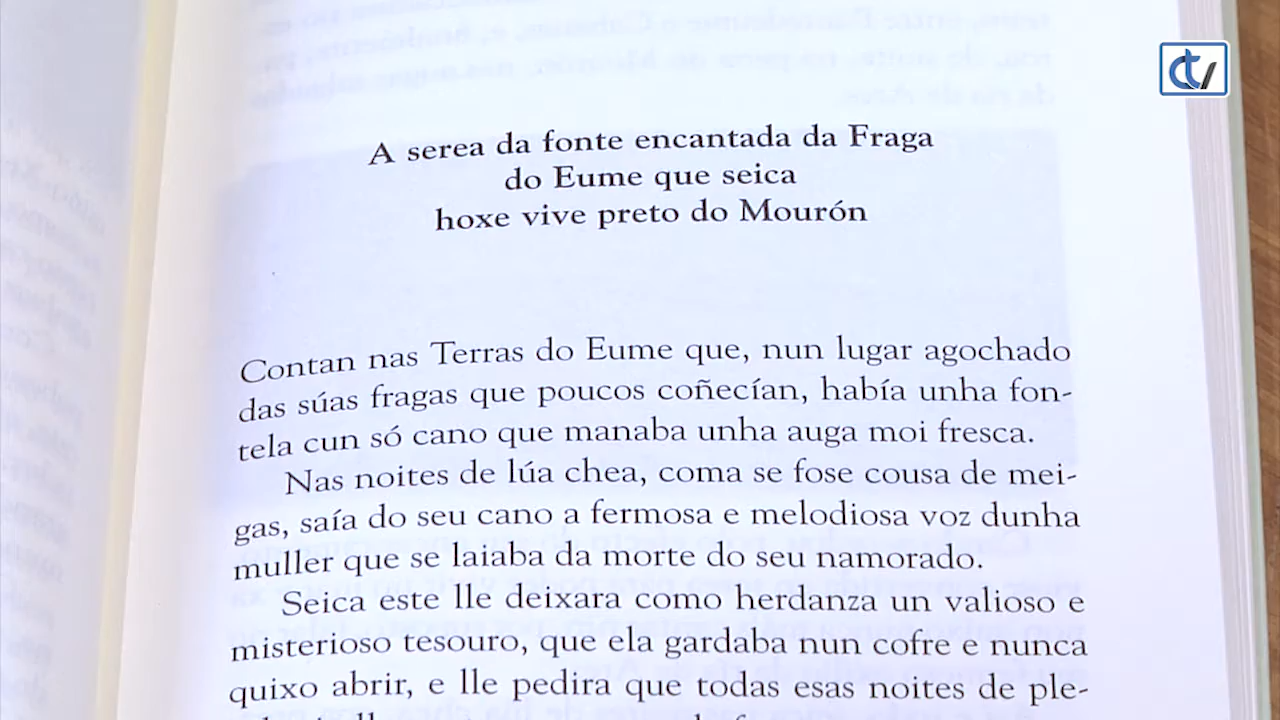 A serea da fonte encantada da Fraga
do Eume que seica
hoxe vive preto do Mourón
Contan nas Terras do Eume que, nun lugar agochado
das súas fragas que poucos coñecían, había unha fon-
tela cun só cano que manaba unha auga moi fresca.
Nas noites de lúa chea, coma se fose cousa de mei-
gas, saía do seu cano a fermosa e melodiosa voz dunha
muller que se laiaba da morte do seu namorado.
Seica este lle deixara como herdanza un valioso e
misterioso tesouro, que ela gardaba nun cofre e nunca
quixo abrir, e lle pedira que todas esas noites de ple-